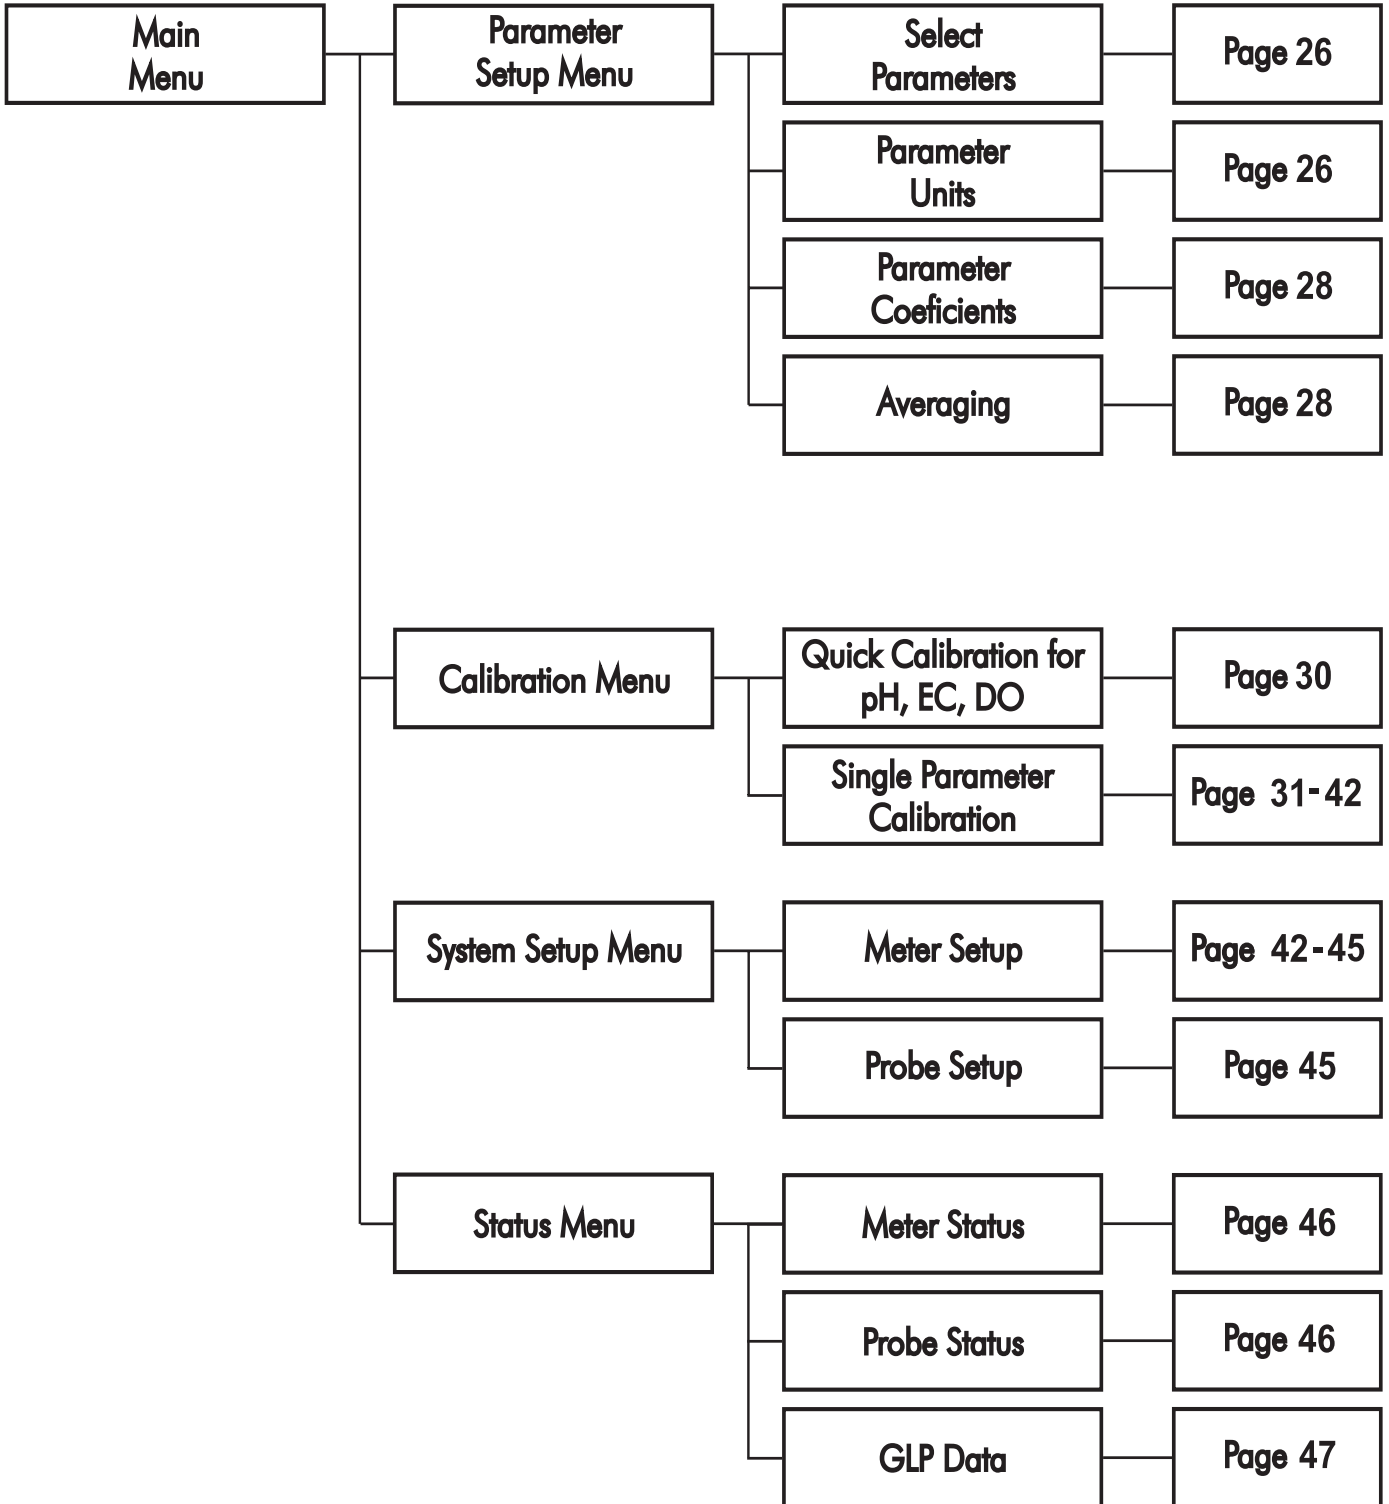 Main
Menu
Parameter
Setup Menu
Select
Parameters
Page 26
Parameter
Units
Page 26
Parameter
Coeficients
Page 28
Averaging
Page 28
Calibration Menu
Quick Calibration for
pH, EC, DO
Page 30
Single Parameter
Calibration
Page 31-42
System Setup Menu
Meter Setup
Page 42-45
Probe Setup
Page 45
Status Menu
Meter Status
Page 46
Probe Status
Page 46
GLP Data
Page 47